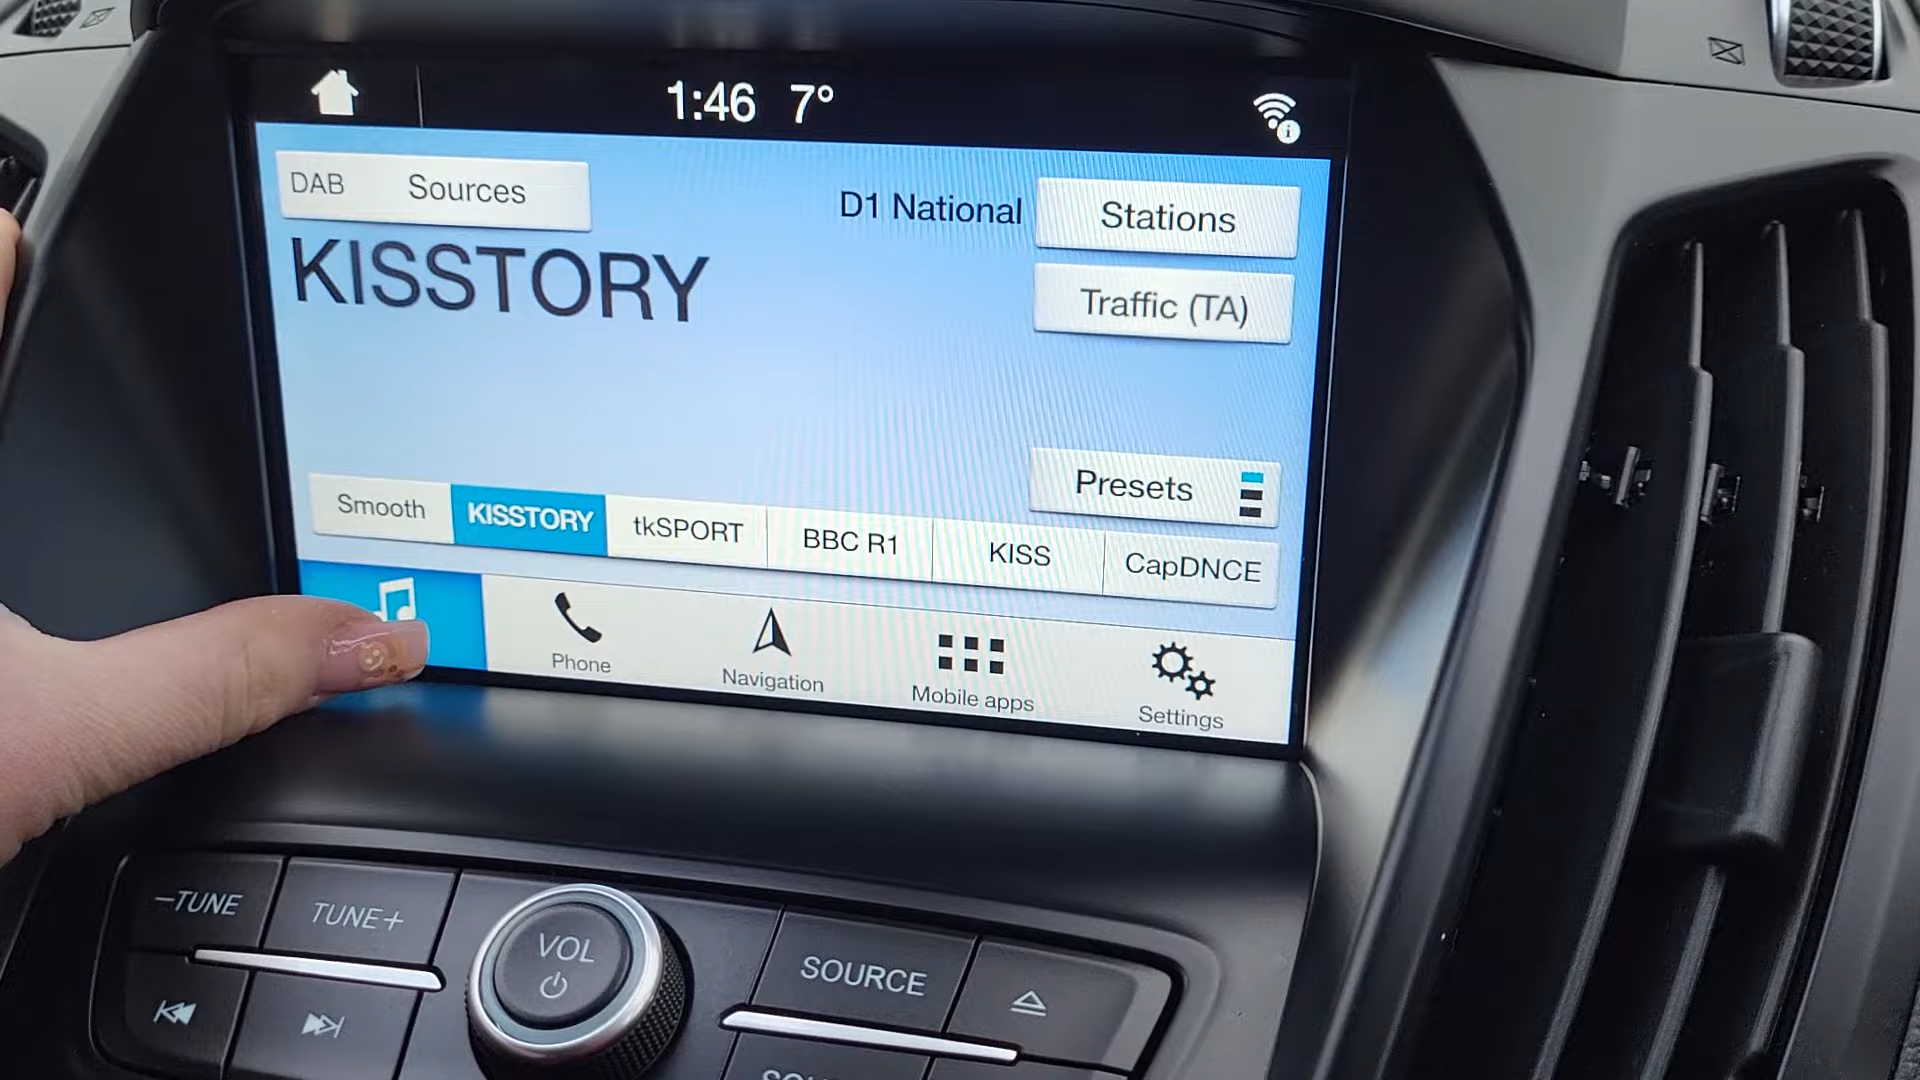 1:46 7°
DAB Sources
D1 National
Stations
KISSTORY
Traffic (TA)
Presets
Smooth
KISSTORY
tkSPORT
BBC R1
KISS
CapDNCE
Phone
Navigation
Mobile apps
Settings
–TUNE
TUNE+
VOL
SOURCE